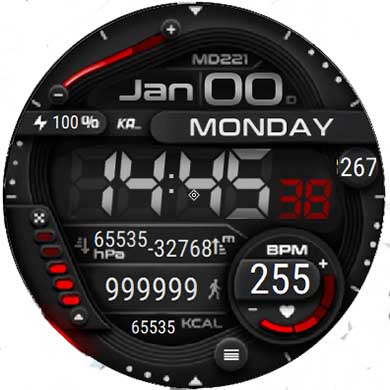 MD221
Jan 00 D
100% KA...
MONDAY
14:45 38
267
65535 hPa -32768 m
BPM
255
999999
65535 KCAL